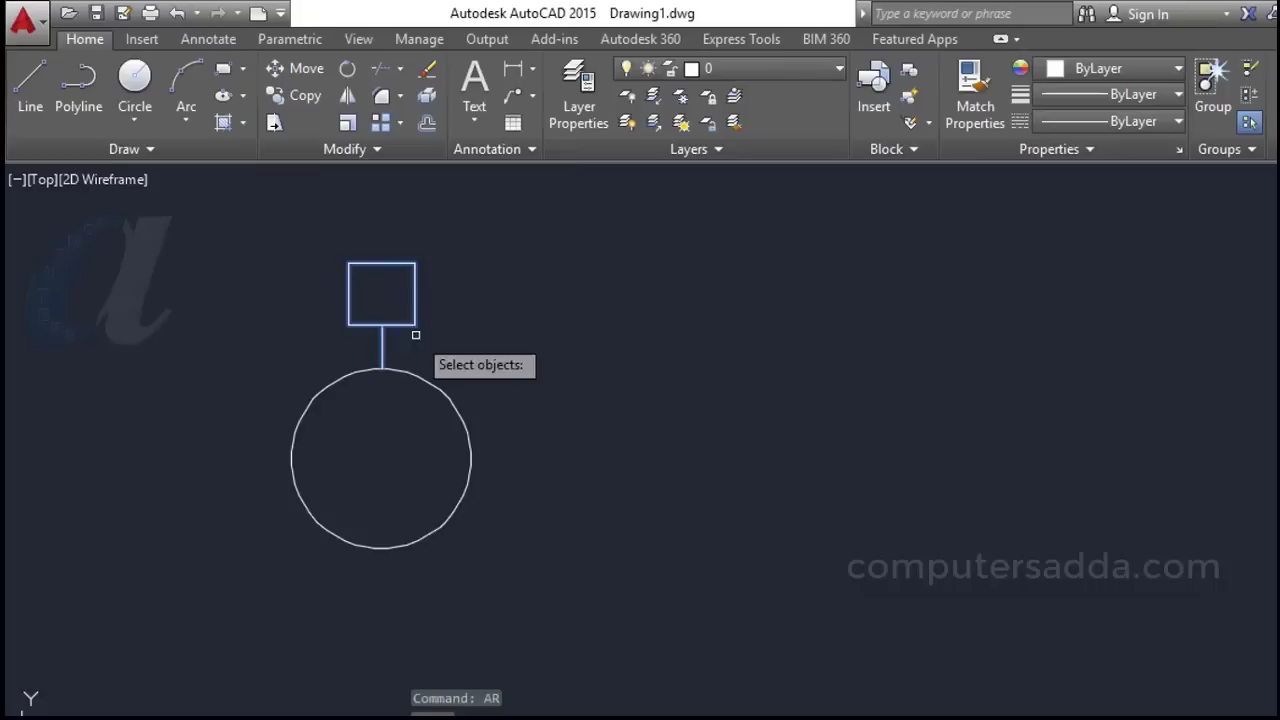 Autodesk AutoCAD 2015 Drawing1.dwg
Type a keyword or phrase
Sign In
Home Insert Annotate Parametric View Manage Output Add-ins Autodesk 360 Express Tools BIM 360 Featured Apps
Line
Polyline
Circle
Arc
Move
Copy
Text
Layer
Properties
0
Insert
Match
Properties
ByLayer
ByLayer
ByLayer
Group
Draw
Modify
Annotation
Layers
Block
Properties
Groups
[−][Top][2D Wireframe]
Select objects:
computersadda.com
Y
Command: AR